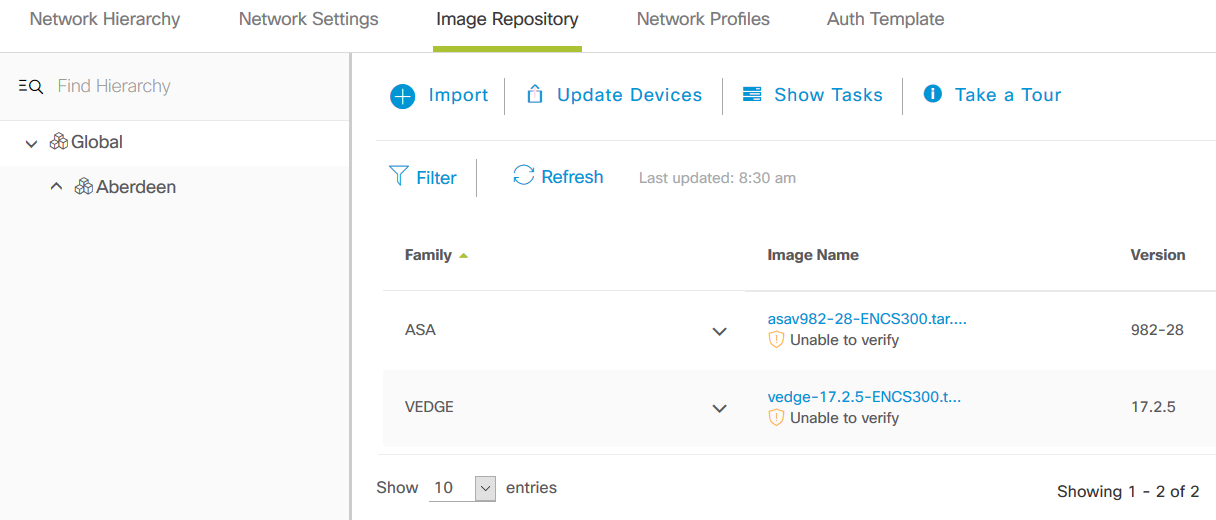 Network Hierarchy Network Settings Image Repository Network Profiles Auth Template
Find Hierarchy
Global
Aberdeen
Import Update Devices Show Tasks Take a Tour
Filter Refresh Last updated: 8:30 am
Family Image Name Version
ASA asav982-28-ENCS300.tar.... 982-28
Unable to verify
VEDGE vedge-17.2.5-ENCS300.t... 17.2.5
Unable to verify
Show 10 entries
Showing 1 - 2 of 2